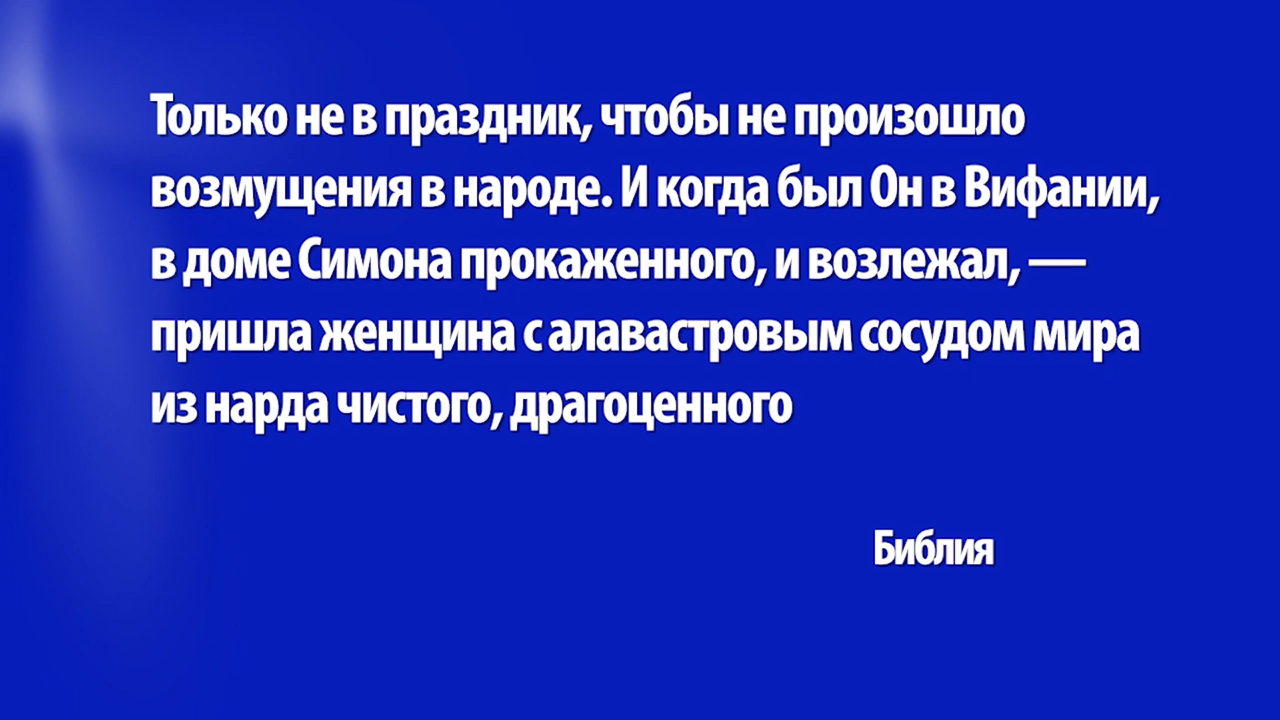 Только не в праздник, чтобы не произошло
возмущения в народе. И когда был Он в Вифании,
в доме Симона прокаженного, и возлежал, —
пришла женщина с алавастровым сосудом мира
из нарда чистого, драгоценного
Библия